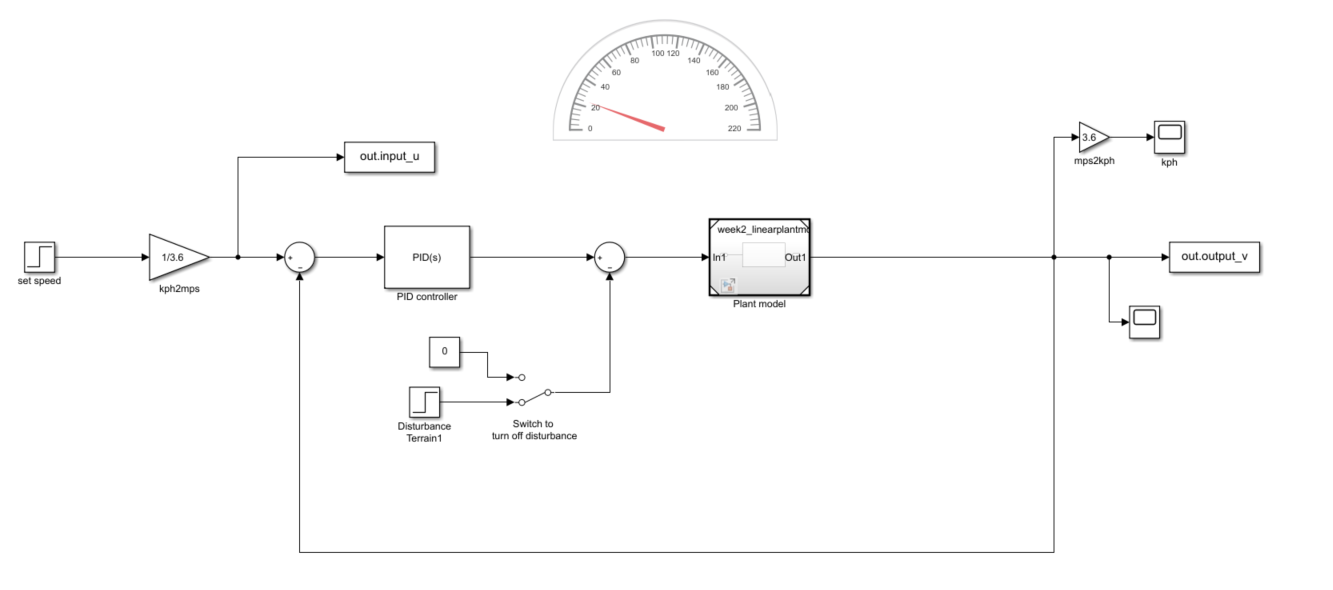 0
20
40
60
80
100
120
140
160
180
200
220
out.input_u
3.6
mps2kph
kph
set speed
1/3.6
kph2mps
+
−
PID(s)
PID controller
+
−
week2_linearplantmo
In1
Out1
Plant model
out.output_v
0
Disturbance
Terrain1
Switch to
turn off disturbance